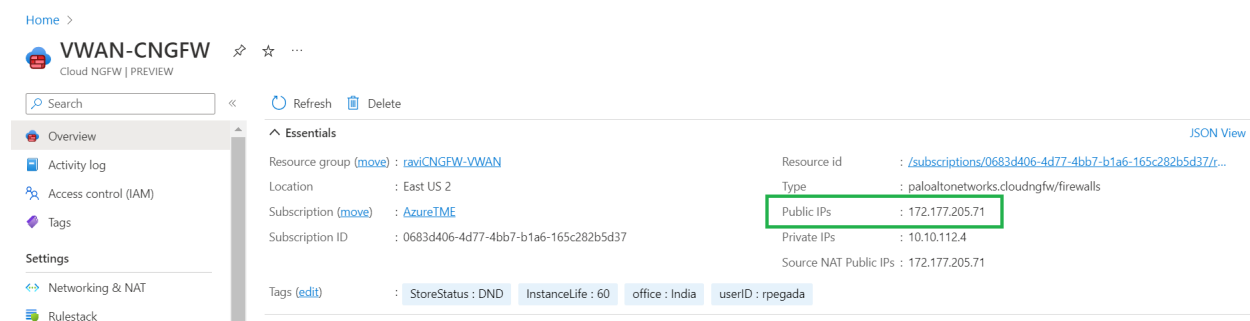 Home >
VWAN-CNGFW ...
Cloud NGFW | PREVIEW
Search
«
Overview
Activity log
Access control (IAM)
Tags
Settings
Networking & NAT
Rulestack
Refresh Delete
Essentials JSON View
Resource group (move) : raviCNGFW-VWAN
Location : East US 2
Subscription (move) : AzureTME
Subscription ID : 0683d406-4d77-4bb7-b1a6-165c282b5d37
Resource id : /subscriptions/0683d406-4d77-4bb7-b1a6-165c282b5d37/r...
Type : paloaltonetworks.cloudngfw/firewalls
Public IPs : 172.177.205.71
Private IPs : 10.10.112.4
Source NAT Public IPs : 172.177.205.71
Tags (edit) : StoreStatus : DND InstanceLife : 60 office : India userID : rpegada